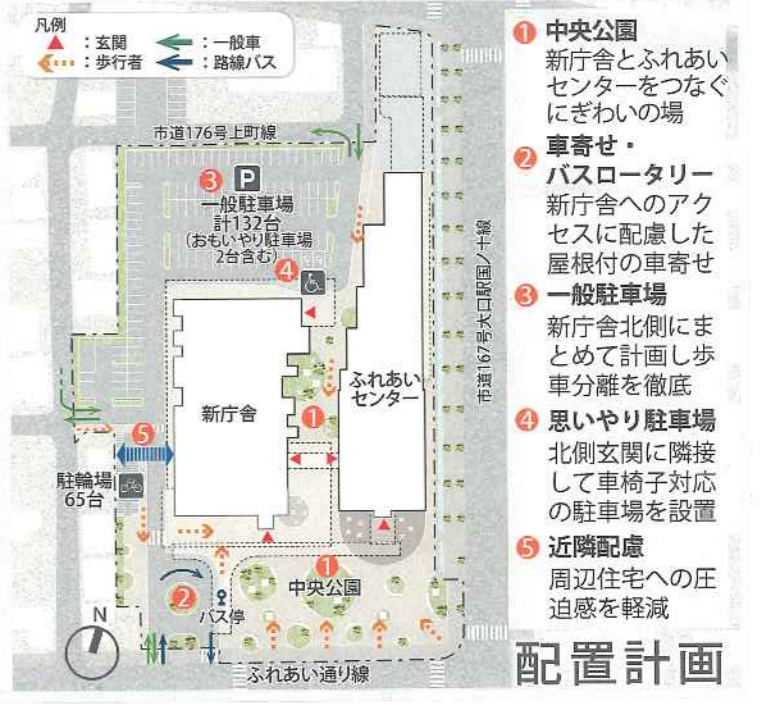 凡例
▲：玄関
：一般車
：歩行者
：路線バス
市道176号上町線
3 P
一般駐車場
計132台
(おもいやり駐車場
2台含む)
4
市道167号大口駅国ノ十線
新庁舎
1
ふれあい
センター
5
駐輪場
65台
2
バス停
1
中央公園
N
ふれあい通り線
1 中央公園
新庁舎とふれあい
センターをつなぐ
にぎわいの場
2 車寄せ・
バスロータリー
新庁舎へのアク
セスに配慮した
屋根付の車寄せ
3 一般駐車場
新庁舎北側にま
とめて計画し歩
車分離を徹底
4 思いやり駐車場
北側玄関に隣接
して車椅子対応
の駐車場を設置
5 近隣配慮
周辺住宅への圧
迫感を軽減
配置計画